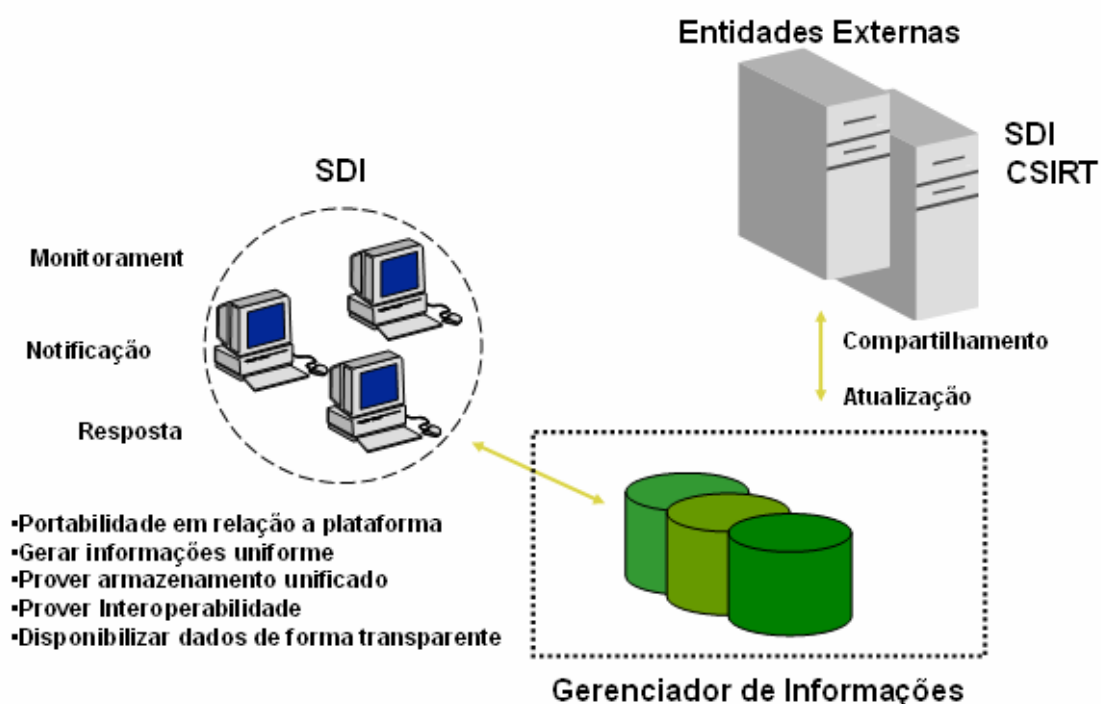 Entidades Externas
SDI
CSIRT
SDI
Monitorament
Notificação
Resposta
Compartilhamento
Atualização
▪Portabilidade em relação a plataforma
▪Gerar informações uniforme
▪Prover armazenamento unificado
▪Prover Interoperabilidade
▪Disponibilizar dados de forma transparente
Gerenciador de Informações